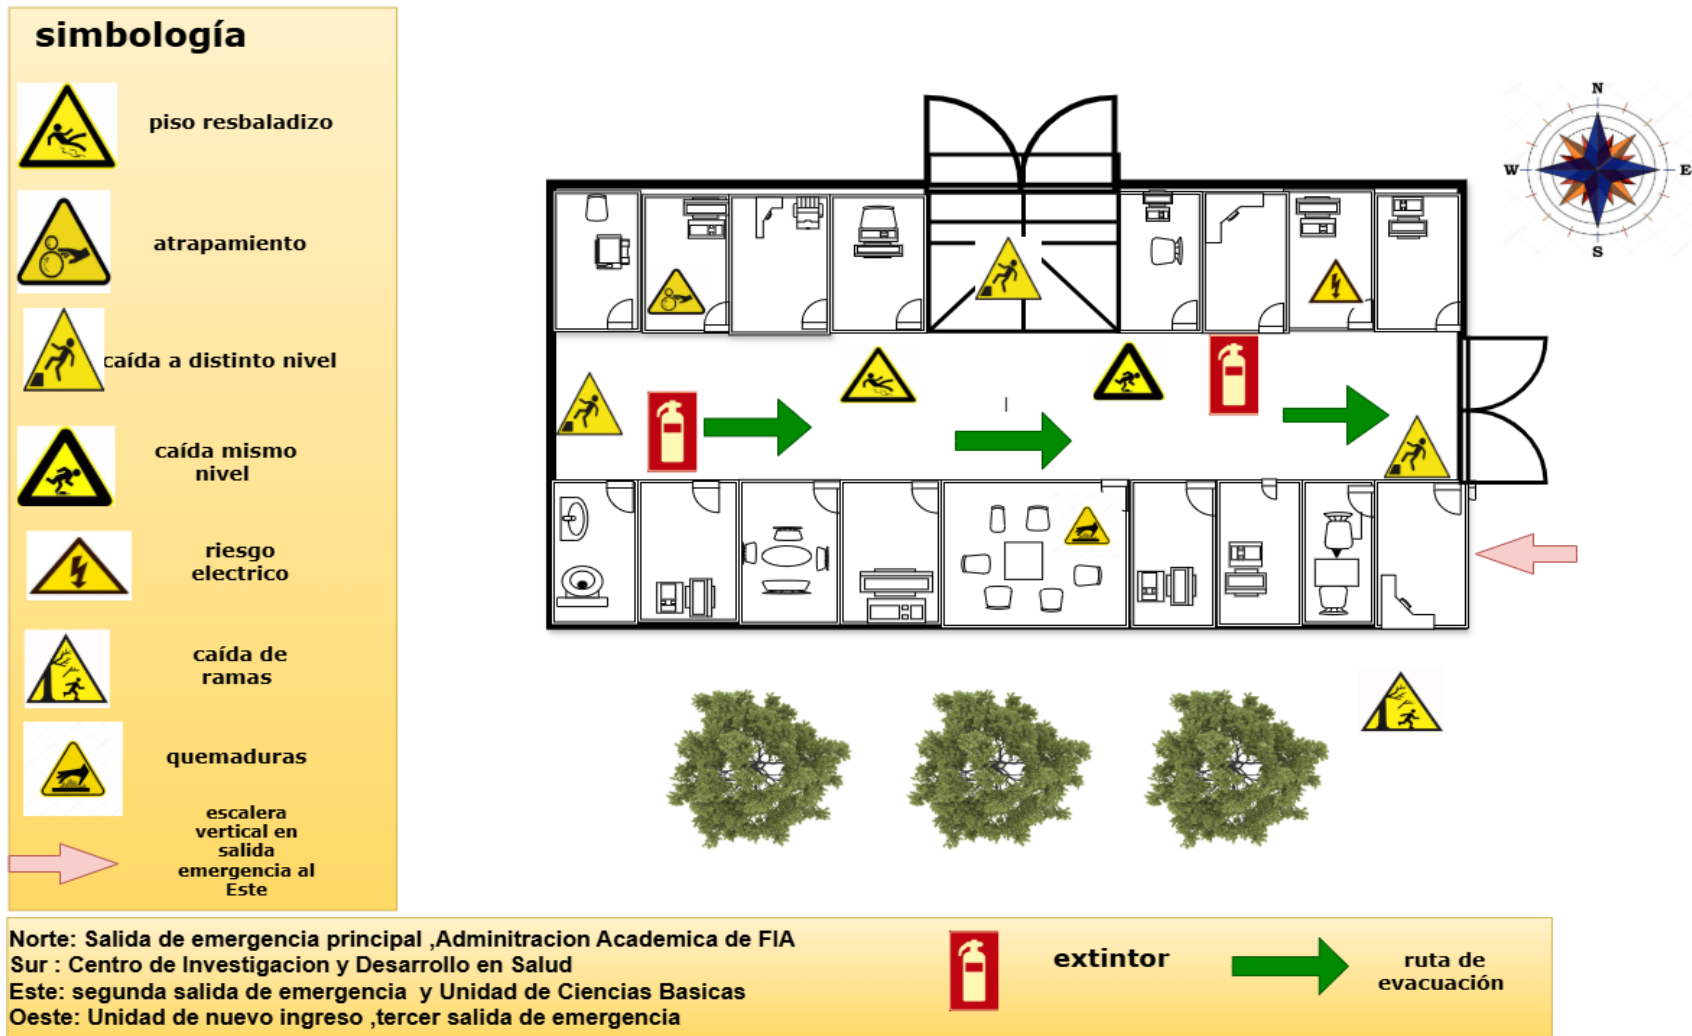 simbología
piso resbaladizo
atrapamiento
caída a distinto nivel
caída mismo
nivel
riesgo
electrico
caída de
ramas
quemaduras
escalera
vertical en
salida
emergencia al
Este
N
W
E
S
Norte: Salida de emergencia principal ,Adminitracion Academica de FIA
Sur : Centro de Investigacion y Desarrollo en Salud
Este: segunda salida de emergencia y Unidad de Ciencias Basicas
Oeste: Unidad de nuevo ingreso ,tercer salida de emergencia
extintor
ruta de
evacuación